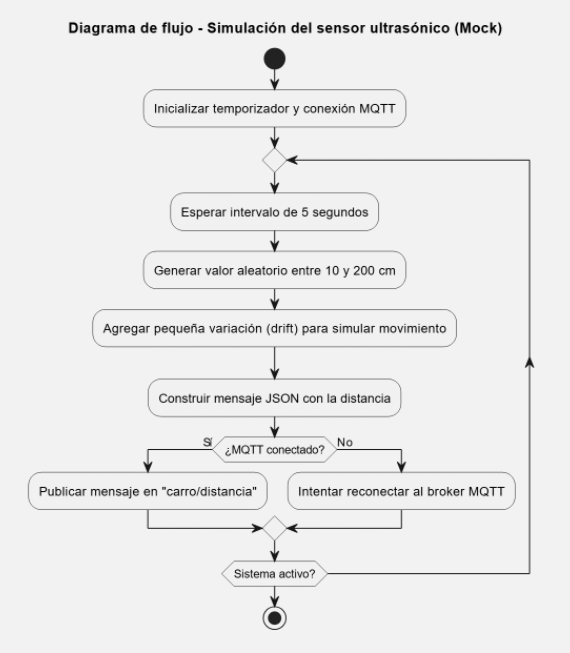 Diagrama de flujo - Simulación del sensor ultrasónico (Mock)
Inicializar temporizador y conexión MQTT
Esperar intervalo de 5 segundos
Generar valor aleatorio entre 10 y 200 cm
Agregar pequeña variación (drift) para simular movimiento
Construir mensaje JSON con la distancia
Sí
¿MQTT conectado?
No
Publicar mensaje en "carro/distancia"
Intentar reconectar al broker MQTT
Sistema activo?